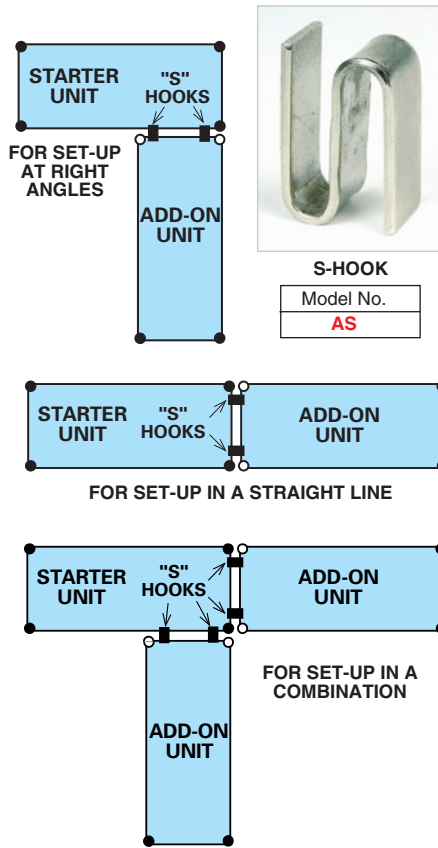 STARTER
UNIT
"S"
HOOKS
FOR SET-UP
AT RIGHT
ANGLES
ADD-ON
UNIT
S-HOOK
Model No.
AS
STARTER
UNIT
"S"
HOOKS
ADD-ON
UNIT
FOR SET-UP IN A STRAIGHT LINE
STARTER
UNIT
"S"
HOOKS
ADD-ON
UNIT
FOR SET-UP IN A
COMBINATION
ADD-ON
UNIT